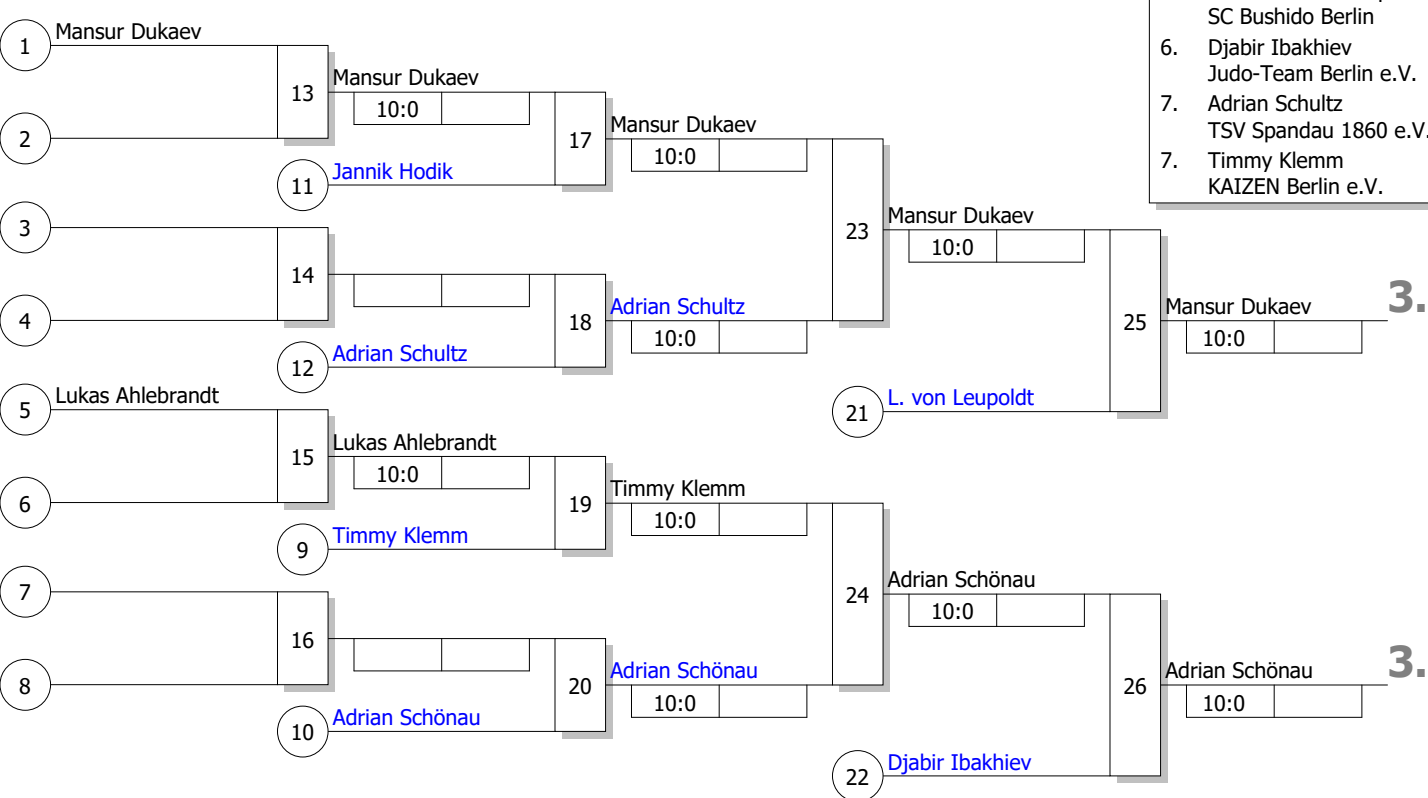 SC Bushido Berlin
6. Djabir Ibakhiev
Judo-Team Berlin e.V.
7. Adrian Schultz
TSV Spandau 1860 e.V.
7. Timmy Klemm
KAIZEN Berlin e.V.
1 Mansur Dukaev
13 Mansur Dukaev
10:0
2
17 Mansur Dukaev
10:0
11 Jannik Hodik
3
23 Mansur Dukaev
10:0
14
4
18 Adrian Schultz
10:0
12 Adrian Schultz
25 Mansur Dukaev
10:0
3.
5 Lukas Ahlebrandt
21 L. von Leupoldt
15 Lukas Ahlebrandt
10:0
6
19 Timmy Klemm
10:0
9 Timmy Klemm
7
24 Adrian Schönau
10:0
16
8
20 Adrian Schönau
10:0
10 Adrian Schönau
26 Adrian Schönau
10:0
3.
22 Djabir Ibakhiev